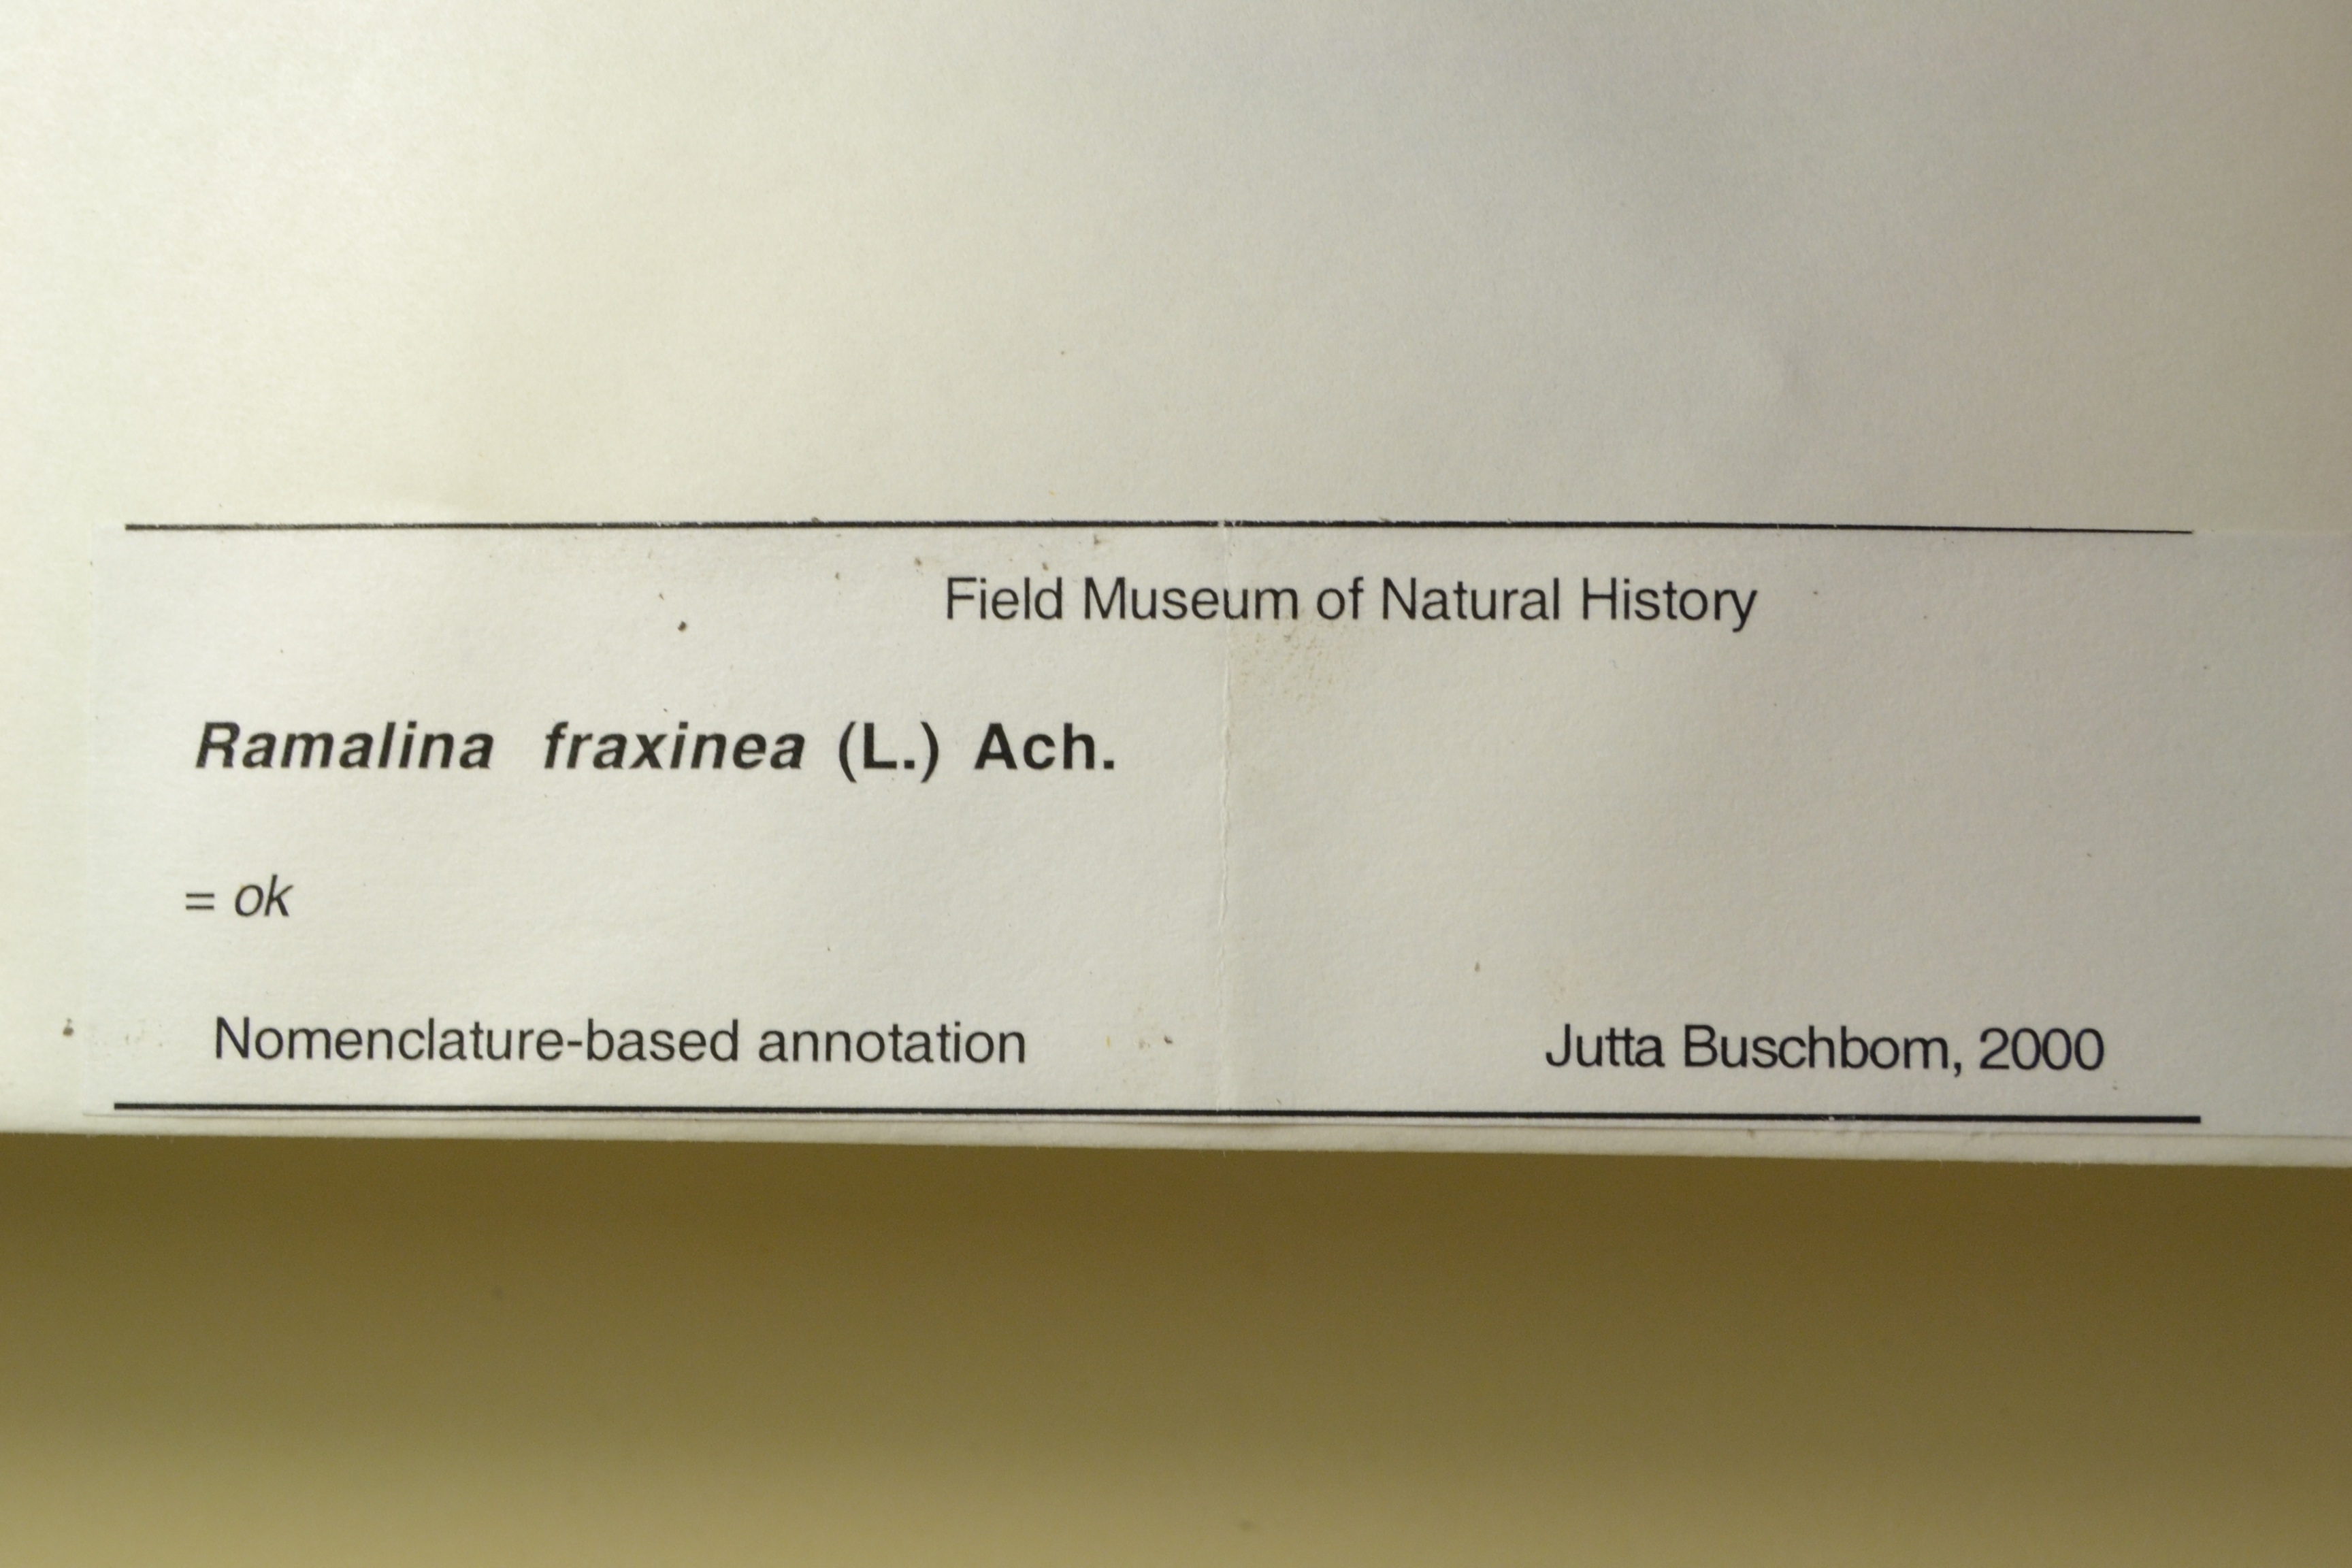 Field Museum of Natural History
Ramalina fraxinea (L.) Ach.
= ok
Nomenclature-based annotation
Jutta Buschbom, 2000